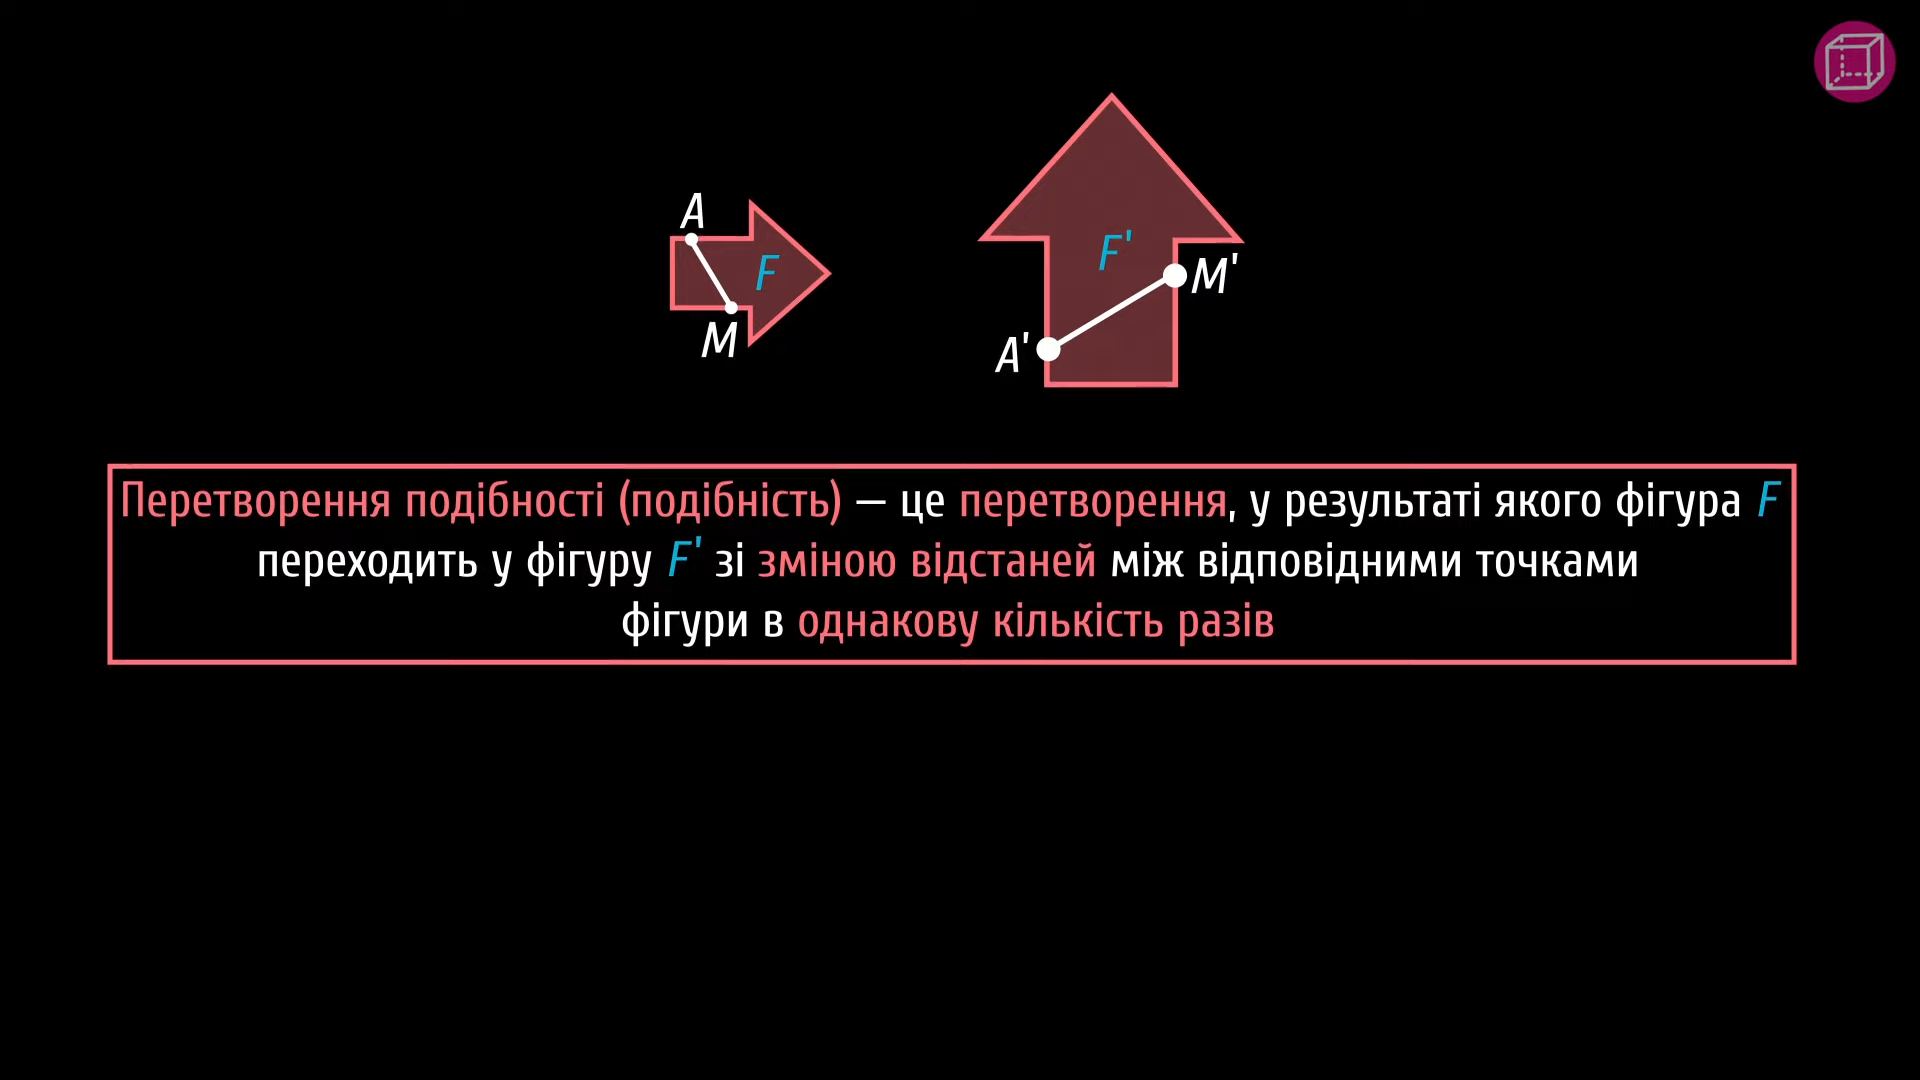 A
F
M
F'
M'
A'
Перетворення подібності (подібність) — це перетворення, у результаті якого фігура F
переходить у фігуру F' зі зміною відстаней між відповідними точками
фігури в однакову кількість разів